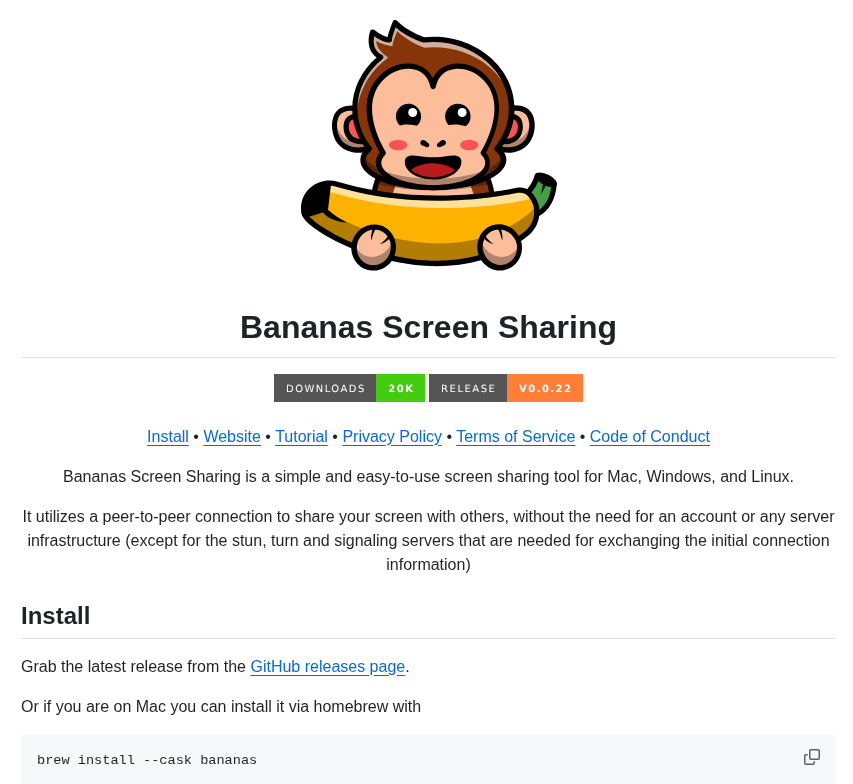 Bananas Screen Sharing
DOWNLOADS 20K RELEASE V0.0.22
Install • Website • Tutorial • Privacy Policy • Terms of Service • Code of Conduct
Bananas Screen Sharing is a simple and easy-to-use screen sharing tool for Mac, Windows, and Linux.
It utilizes a peer-to-peer connection to share your screen with others, without the need for an account or any server
infrastructure (except for the stun, turn and signaling servers that are needed for exchanging the initial connection
information)
Install
Grab the latest release from the GitHub releases page.
Or if you are on Mac you can install it via homebrew with
brew install --cask bananas